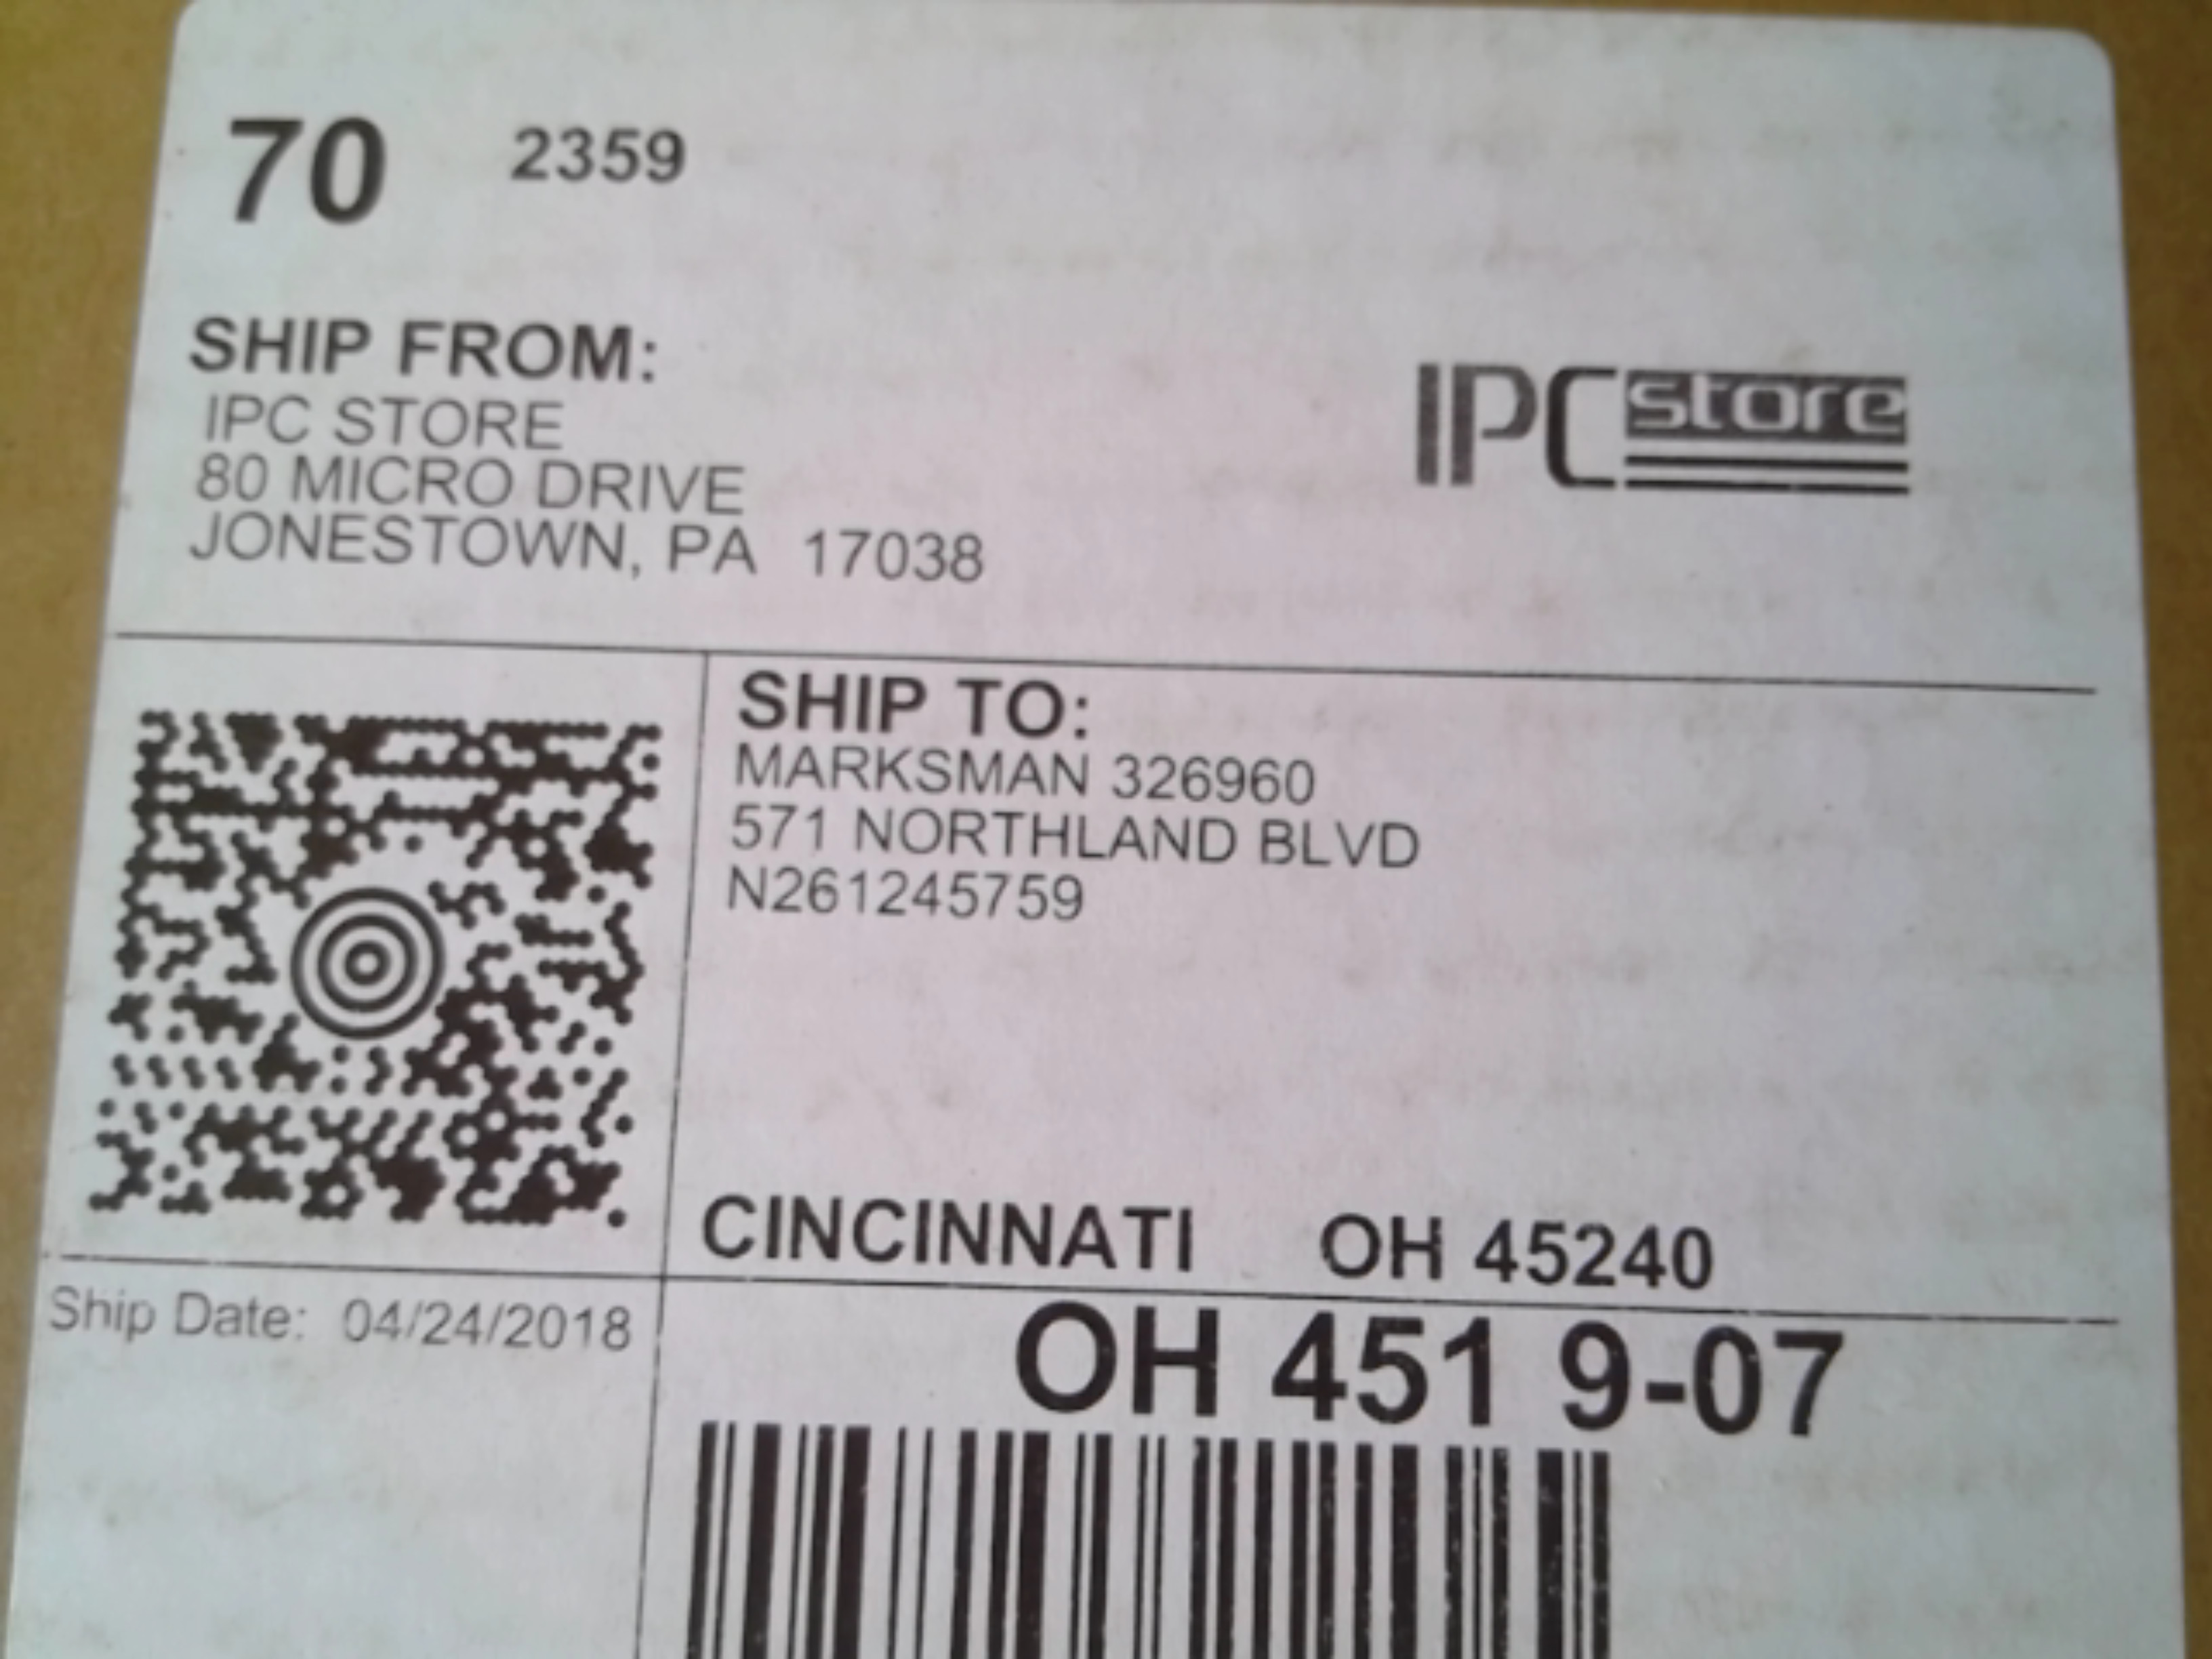 70 2359
SHIP FROM:
IPC STORE
80 MICRO DRIVE
JONESTOWN, PA 17038
IPC store
SHIP TO:
MARKSMAN 326960
571 NORTHLAND BLVD
N261245759
CINCINNATI OH 45240
Ship Date: 04/24/2018
OH 451 9-07